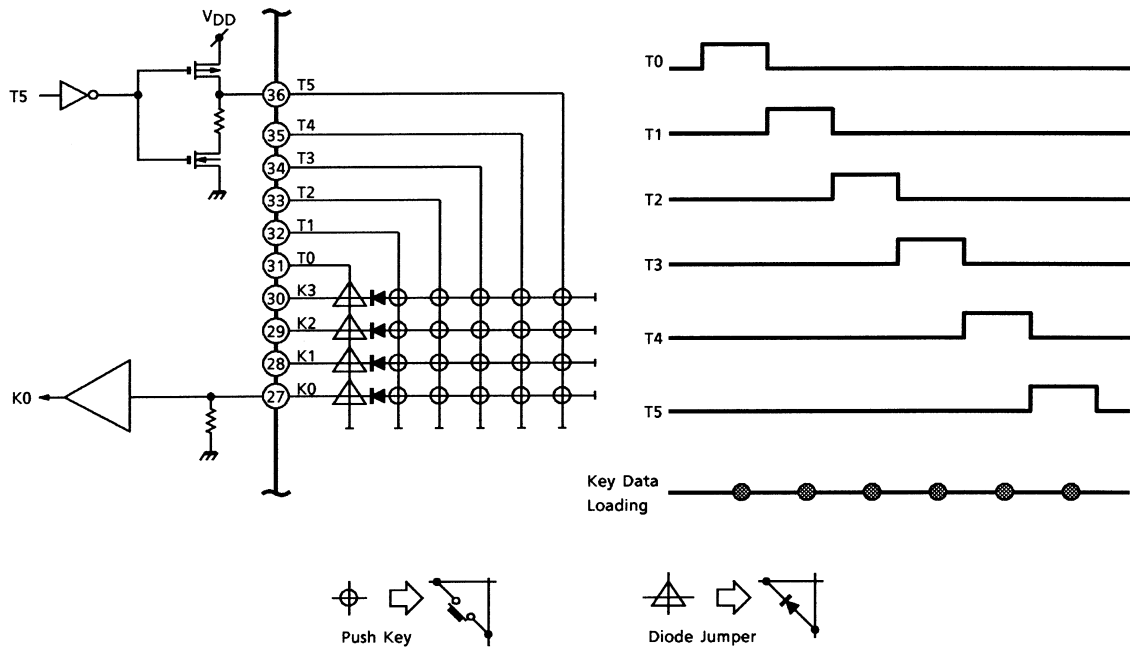 VDD
T5
36 T5
35 T4
34 T3
33 T2
32 T1
31 T0
30 K3
29 K2
28 K1
27 K0
K0
T0
T1
T2
T3
T4
T5
Key Data
Loading
Push Key
Diode Jumper